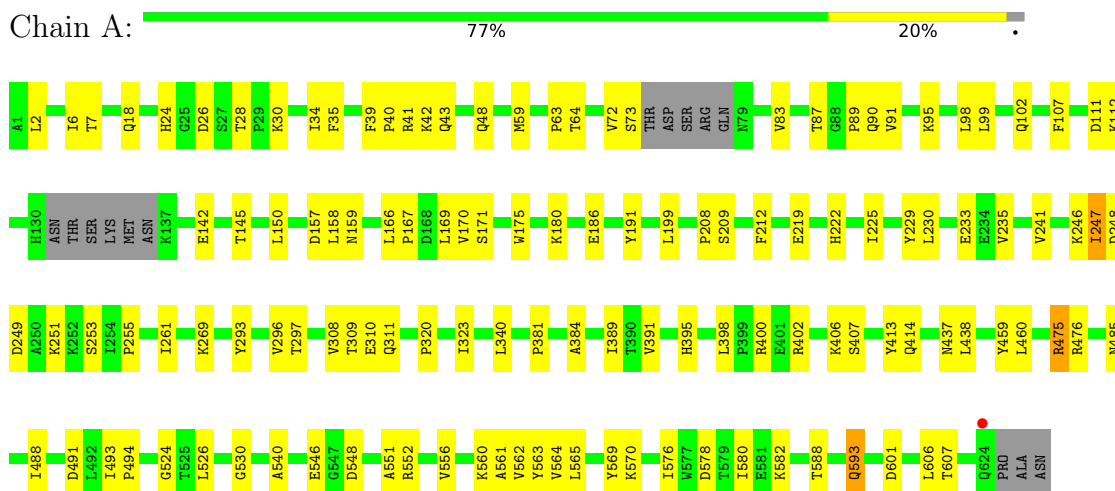 Chain A:
77% 20% •
A1 L2 I6 T7 Q18 H24 G25 D26 S27 T28 P29 K30 I34 F35 F39 P40 R41 K42 Q43 Q48 M59 P63 T64 V72 S73 THR ASP SER ARG GLN N79 V83 T87 G88 P89 Q90 V91 K95 L98 L99 Q102 F107 D111 K112
H130 ASN THR SER LYS MET ASN K137 E142 T145 L150 D157 L158 N159 L166 P167 D168 L169 V170 S171 W175 K180 E186 Y191 L199 P208 S209 F212 E219 H222 I225 Y229 L230 E233 E234 V235 V241 K246 I247 D248
D249 A250 K251 K252 S253 I254 P255 I261 K269 Y293 V296 T297 V308 T309 E310 Q311 P320 I323 L340 P381 A384 I389 T390 V391 H395 L398 P399 R400 E401 R402 K406 S407 Y413 Q414 N437 L438 Y459 L460 R475 R476
I488 D491 L492 I493 P494 G524 T525 L526 G530 A540 E546 G547 D548 A551 R552 V556 K560 A561 V562 Y563 V564 L565 Y569 K570 I576 W577 D578 T579 I580 E581 K582 T588 Q593 D601 L606 T607 Q624 PRO ALA ASN